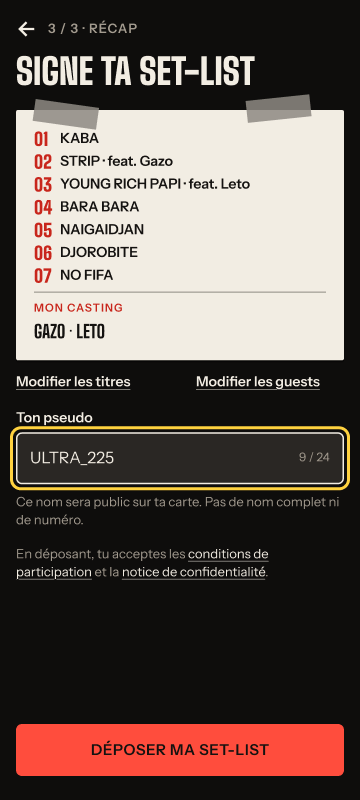 ← 3 / 3 · RÉCAP
SIGNE TA SET-LIST
01 KABA
02 STRIP · feat. Gazo
03 YOUNG RICH PAPI · feat. Leto
04 BARA BARA
05 NAIGAIDJAN
06 DJOROBITE
07 NO FIFA
MON CASTING
GAZO · LETO
Modifier les titres
Modifier les guests
Ton pseudo
ULTRA_225
9 / 24
Ce nom sera public sur ta carte. Pas de nom complet ni
de numéro.
En déposant, tu acceptes les conditions de
participation et la notice de confidentialité.
DÉPOSER MA SET-LIST